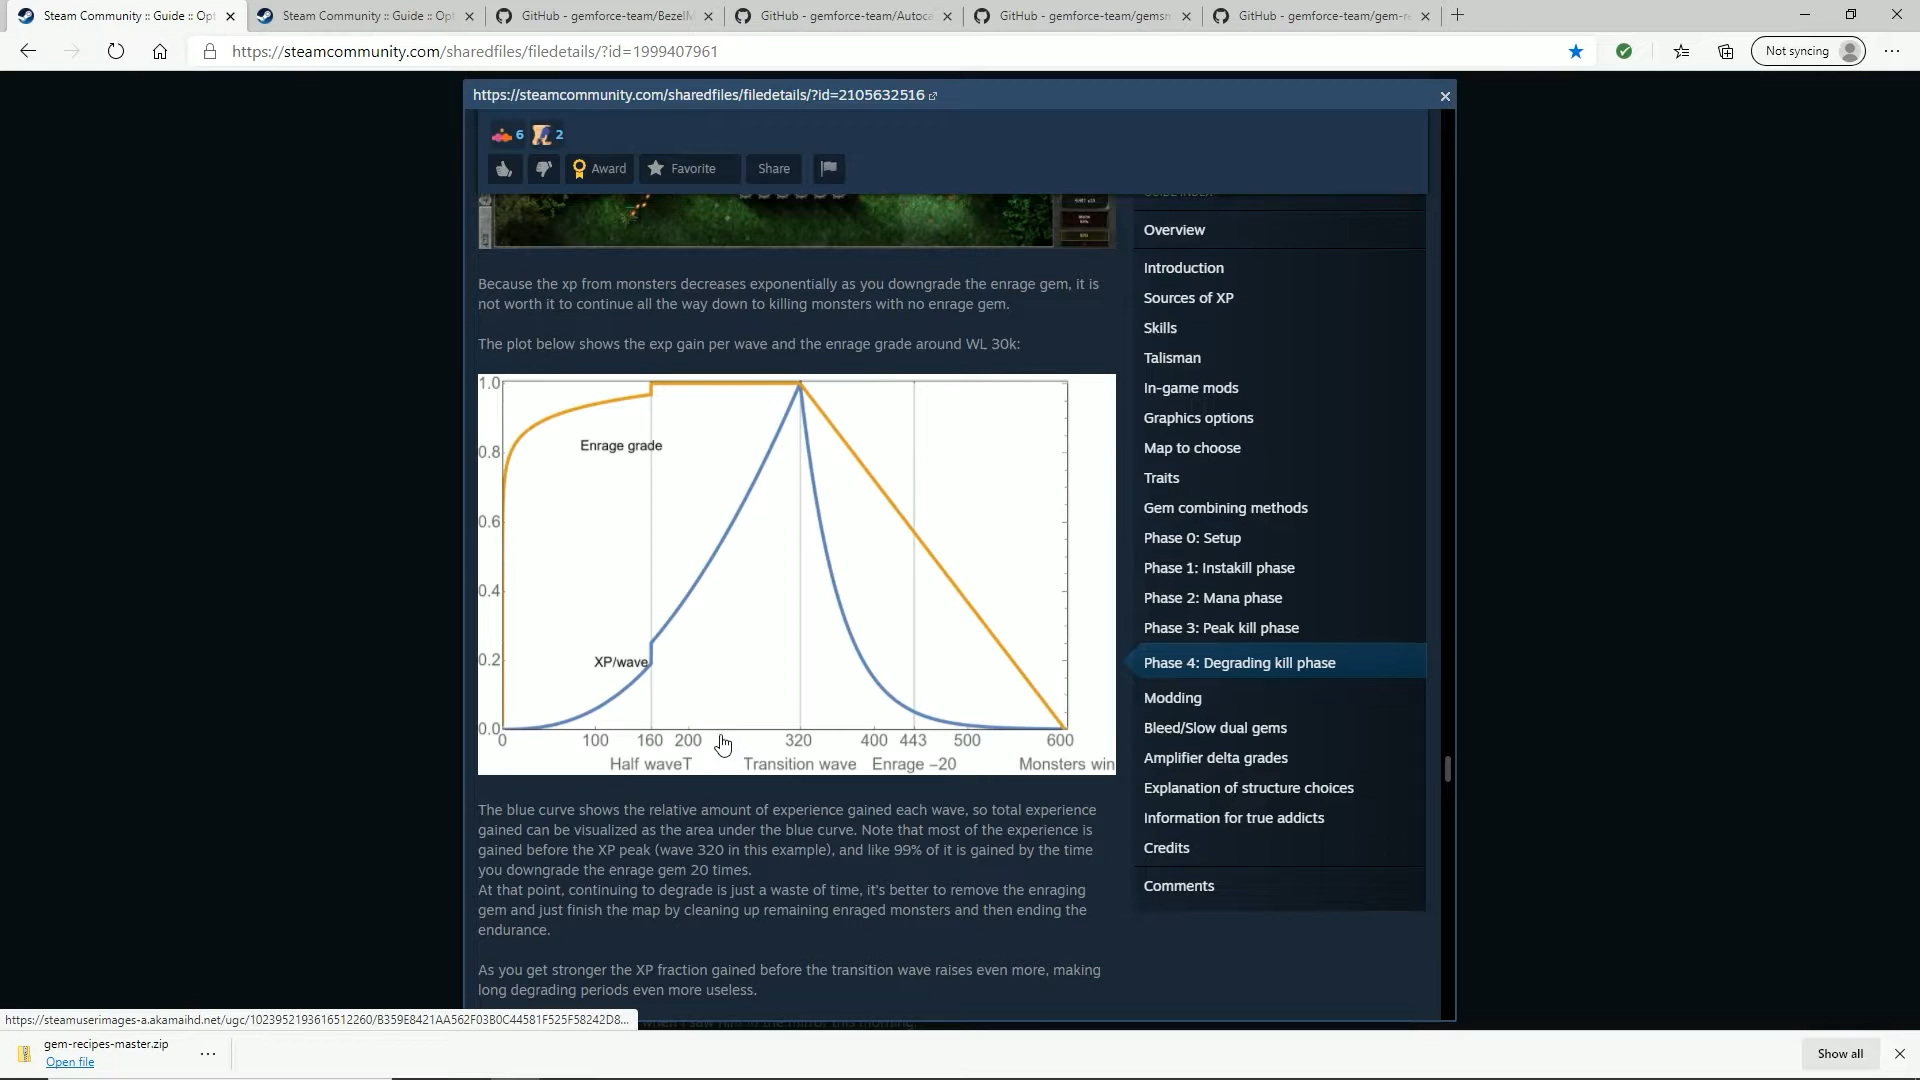 Steam Community :: Guide :: Opt
Steam Community :: Guide :: Opt
GitHub - gemforce-team/BezelM
GitHub - gemforce-team/Autoca
GitHub - gemforce-team/gemsm
GitHub - gemforce-team/gem-re
https://steamcommunity.com/sharedfiles/filedetails/?id=1999407961
Not syncing
https://steamcommunity.com/sharedfiles/filedetails/?id=2105632516
6
2
Award
Favorite
Share
Overview
Introduction
Sources of XP
Skills
Talisman
In-game mods
Graphics options
Map to choose
Traits
Gem combining methods
Phase 0: Setup
Phase 1: Instakill phase
Phase 2: Mana phase
Phase 3: Peak kill phase
Phase 4: Degrading kill phase
Modding
Bleed/Slow dual gems
Amplifier delta grades
Explanation of structure choices
Information for true addicts
Credits
Comments
Because the xp from monsters decreases exponentially as you downgrade the enrage gem, it is
not worth it to continue all the way down to killing monsters with no enrage gem.
The plot below shows the exp gain per wave and the enrage grade around WL 30k:
1.0
0.8
0.6
0.4
0.2
0.0
Enrage grade
XP/wave
0 100 160 200 320 400 443 500 600
Half waveT Transition wave Enrage -20 Monsters win
The blue curve shows the relative amount of experience gained each wave, so total experience
gained can be visualized as the area under the blue curve. Note that most of the experience is
gained before the XP peak (wave 320 in this example), and like 99% of it is gained by the time
you downgrade the enrage gem 20 times.
At that point, continuing to degrade is just a waste of time, it's better to remove the enraging
gem and just finish the map by cleaning up remaining enraged monsters and then ending the
endurance.
As you get stronger the XP fraction gained before the transition wave raises even more, making
long degrading periods even more useless.
https://steamuserimages-a.akamaihd.net/ugc/1023952193616512260/B359E8421AA562F03B0C44581F525F58242D8...
gem-recipes-master.zip
Open file
Show all